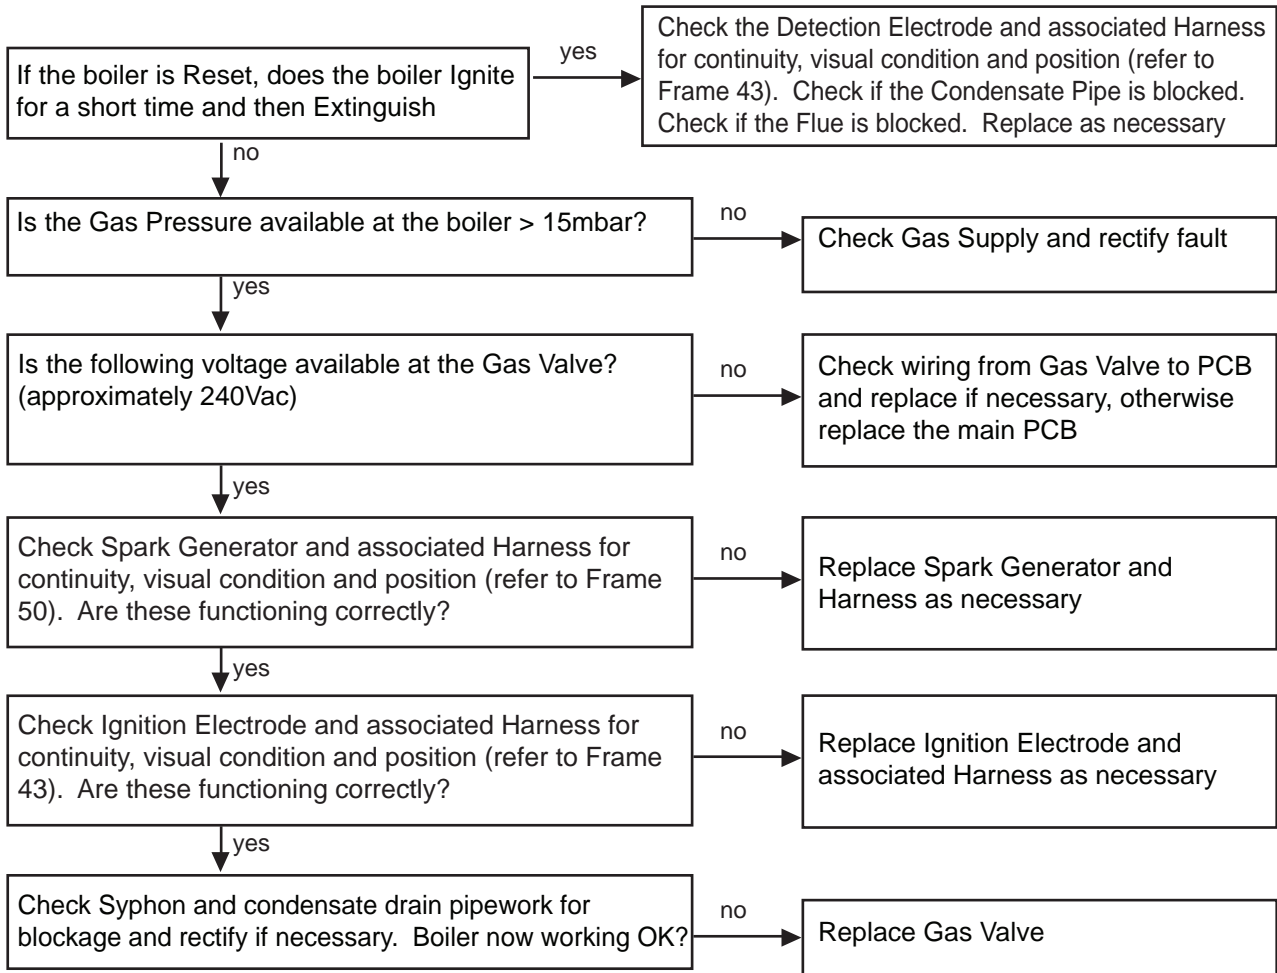 If the boiler is Reset, does the boiler Ignite
for a short time and then Extinguish
yes
Check the Detection Electrode and associated Harness
for continuity, visual condition and position (refer to
Frame 43).  Check if the Condensate Pipe is blocked.
Check if the Flue is blocked.  Replace as necessary
no
Is the Gas Pressure available at the boiler > 15mbar?
no
Check Gas Supply and rectify fault
yes
Is the following voltage available at the Gas Valve?
(approximately 240Vac)
no
Check wiring from Gas Valve to PCB
and replace if necessary, otherwise
replace the main PCB
yes
Check Spark Generator and associated Harness for
continuity, visual condition and position (refer to Frame
50).  Are these functioning correctly?
no
Replace Spark Generator and
Harness as necessary
yes
Check Ignition Electrode and associated Harness for
continuity, visual condition and position (refer to Frame
43).  Are these functioning correctly?
no
Replace Ignition Electrode and
associated Harness as necessary
yes
Check Syphon and condensate drain pipework for
blockage and rectify if necessary.  Boiler now working OK?
no
Replace Gas Valve